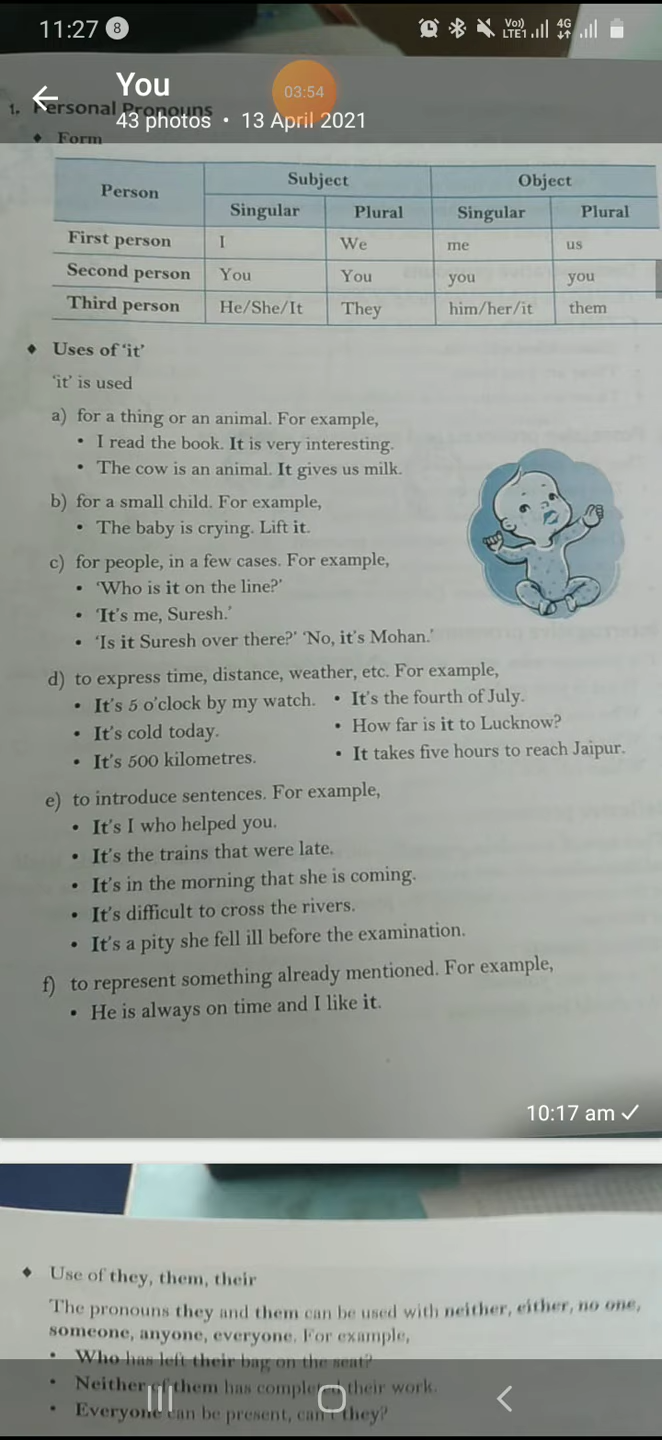 11:27 8 Vo)) LTE1 4G
You
03:54
43 photos • 13 April 2021
1. Personal Pronouns
♦ Form
Person Subject Object
Singular Plural Singular Plural
First person I We me us
Second person You You you you
Third person He/She/It They him/her/it them
♦ Uses of 'it'
'it' is used
a) for a thing or an animal. For example,
• I read the book. It is very interesting.
• The cow is an animal. It gives us milk.
b) for a small child. For example,
• The baby is crying. Lift it.
c) for people, in a few cases. For example,
• 'Who is it on the line?'
• 'It's me, Suresh.'
• 'Is it Suresh over there?' 'No, it's Mohan.'
d) to express time, distance, weather, etc. For example,
• It's 5 o'clock by my watch. • It's the fourth of July.
• It's cold today. • How far is it to Lucknow?
• It's 500 kilometres. • It takes five hours to reach Jaipur.
e) to introduce sentences. For example,
• It's I who helped you.
• It's the trains that were late.
• It's in the morning that she is coming.
• It's difficult to cross the rivers.
• It's a pity she fell ill before the examination.
f) to represent something already mentioned. For example,
• He is always on time and I like it.
10:17 am ✓
♦ Use of they, them, their
The pronouns they and them can be used with neither, either, no one,
someone, anyone, everyone. For example,
• Who has left their bag on the seat?
• Neither of them has completed their work.
• Everyone can be present, can't they?